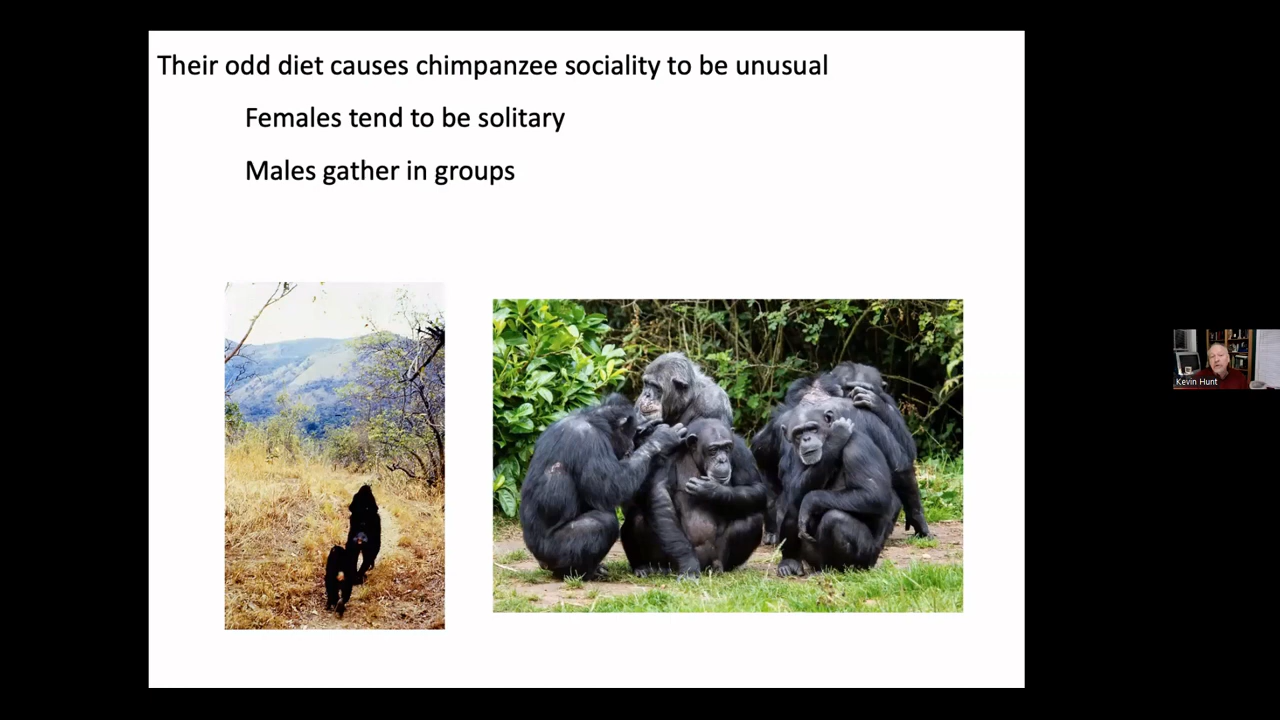 Their odd diet causes chimpanzee sociality to be unusual
Females tend to be solitary
Males gather in groups
Kevin Hunt